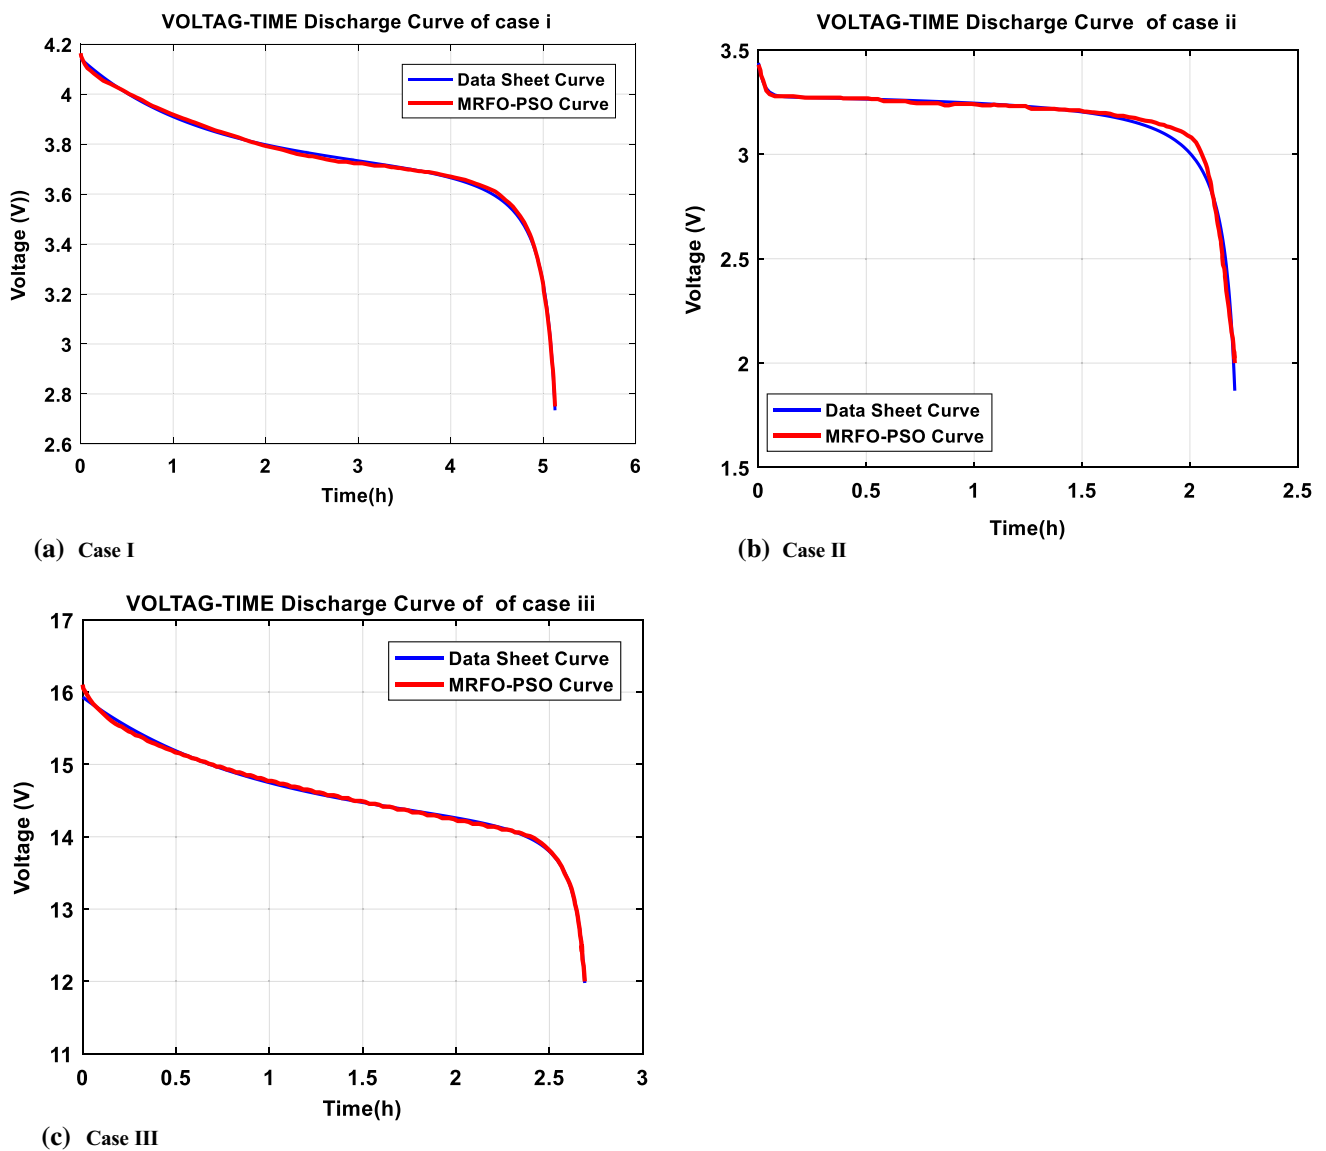 VOLTAG-TIME Discharge Curve of case i
4.2
4
3.8
3.6
3.4
3.2
3
2.8
2.6
Voltage (V))
Data Sheet Curve
MRFO-PSO Curve
0 1 2 3 4 5 6
Time(h)
(a) Case I
VOLTAG-TIME Discharge Curve of case ii
3.5
3
2.5
2
1.5
Voltage (V)
Data Sheet Curve
MRFO-PSO Curve
0 0.5 1 1.5 2 2.5
Time(h)
(b) Case II
VOLTAG-TIME Discharge Curve of of case iii
17
16
15
14
13
12
11
Voltage (V)
Data Sheet Curve
MRFO-PSO Curve
0 0.5 1 1.5 2 2.5 3
Time(h)
(c) Case III